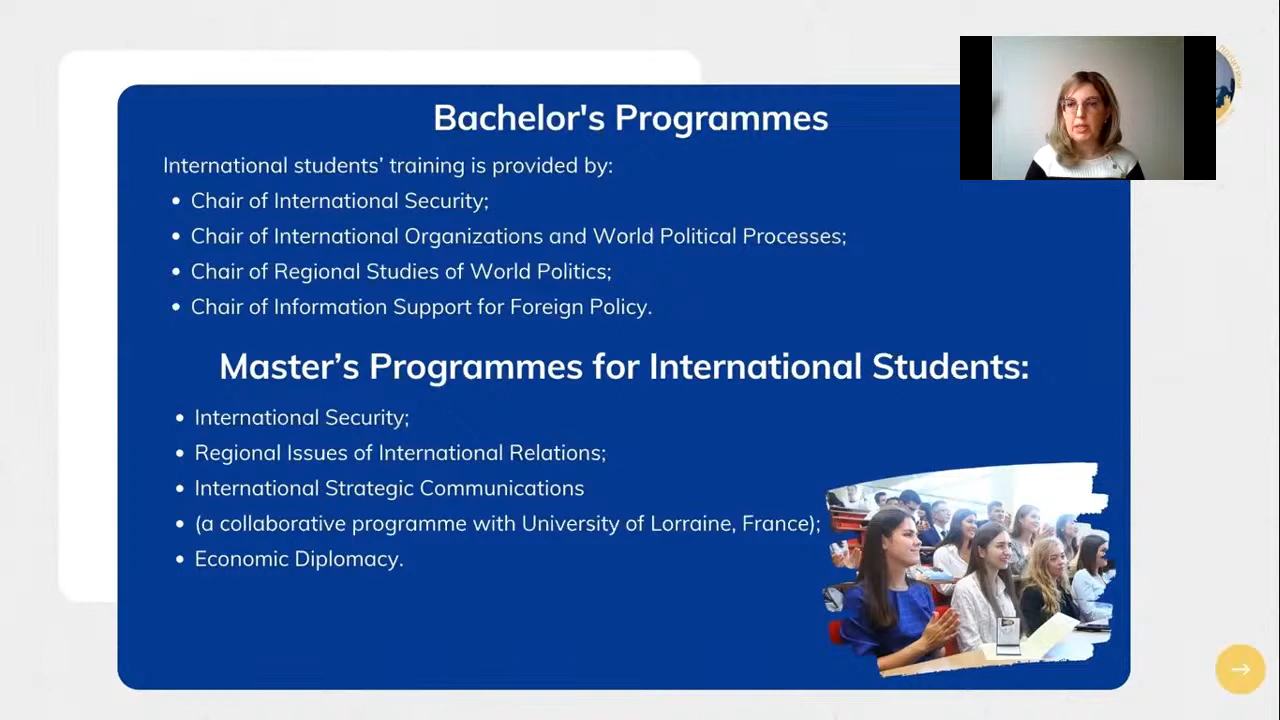 Bachelor's Programmes
International students’ training is provided by:
• Chair of International Security;
• Chair of International Organizations and World Political Processes;
• Chair of Regional Studies of World Politics;
• Chair of Information Support for Foreign Policy.
Master’s Programmes for International Students:
• International Security;
• Regional Issues of International Relations;
• International Strategic Communications
• (a collaborative programme with University of Lorraine, France);
• Economic Diplomacy.